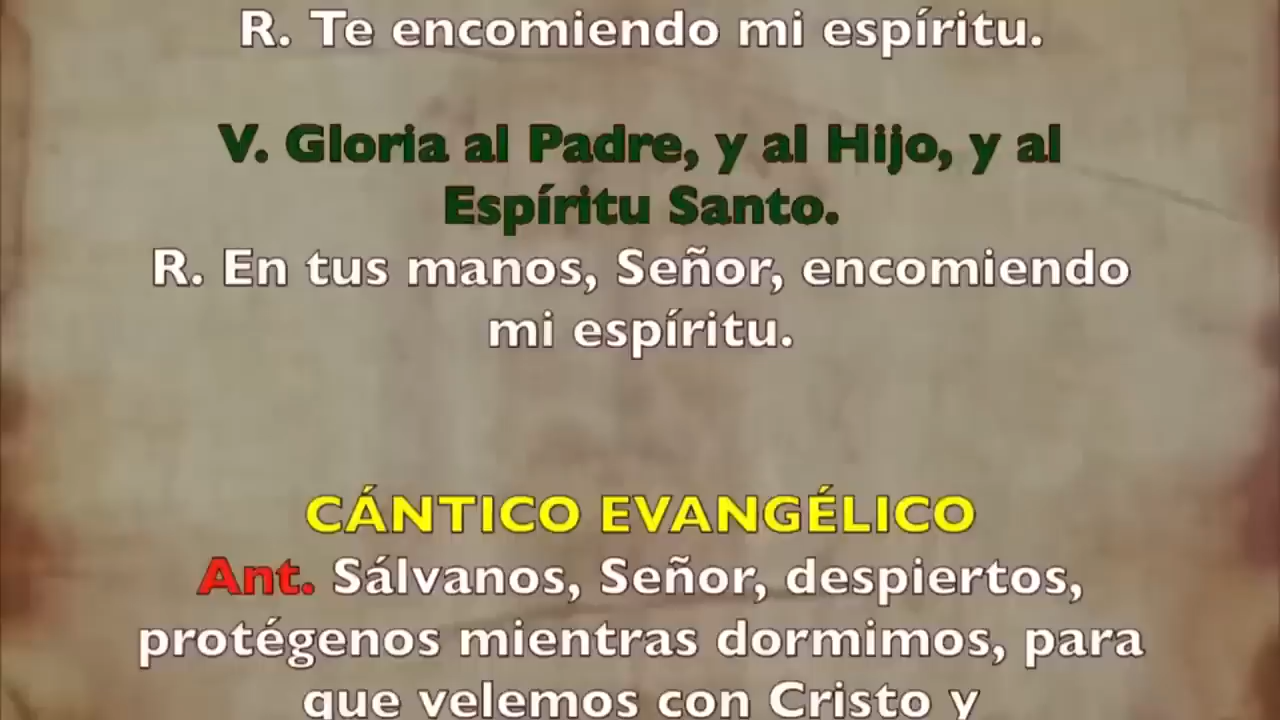 R. Te encomiendo mi espíritu.
V. Gloria al Padre, y al Hijo, y al
Espíritu Santo.
R. En tus manos, Señor, encomiendo
mi espíritu.
CÁNTICO EVANGÉLICO
Ant. Sálvanos, Señor, despiertos,
protégenos mientras dormimos, para
que velemos con Cristo y